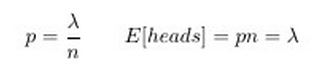 p = λ/n    E[heads] = pn = λ